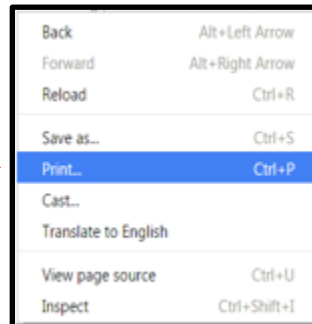 Back Alt+Left Arrow
Forward Alt+Right Arrow
Reload Ctrl+R
Save as... Ctrl+S
Print... Ctrl+P
Cast...
Translate to English
View page source Ctrl+U
Inspect Ctrl+Shift+I